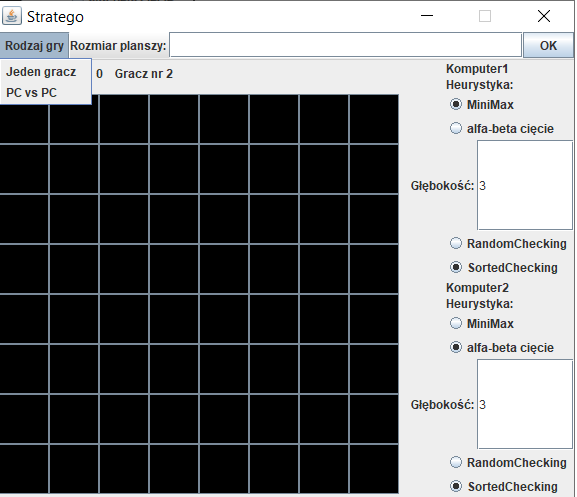 Stratego
Rodzaj gry Rozmiar planszy: OK
Jeden gracz
PC vs PC
0 Gracz nr 2
Komputer1
Heurystyka:
MiniMax
alfa-beta cięcie
Głębokość: 3
RandomChecking
SortedChecking
Komputer2
Heurystyka:
MiniMax
alfa-beta cięcie
Głębokość: 3
RandomChecking
SortedChecking